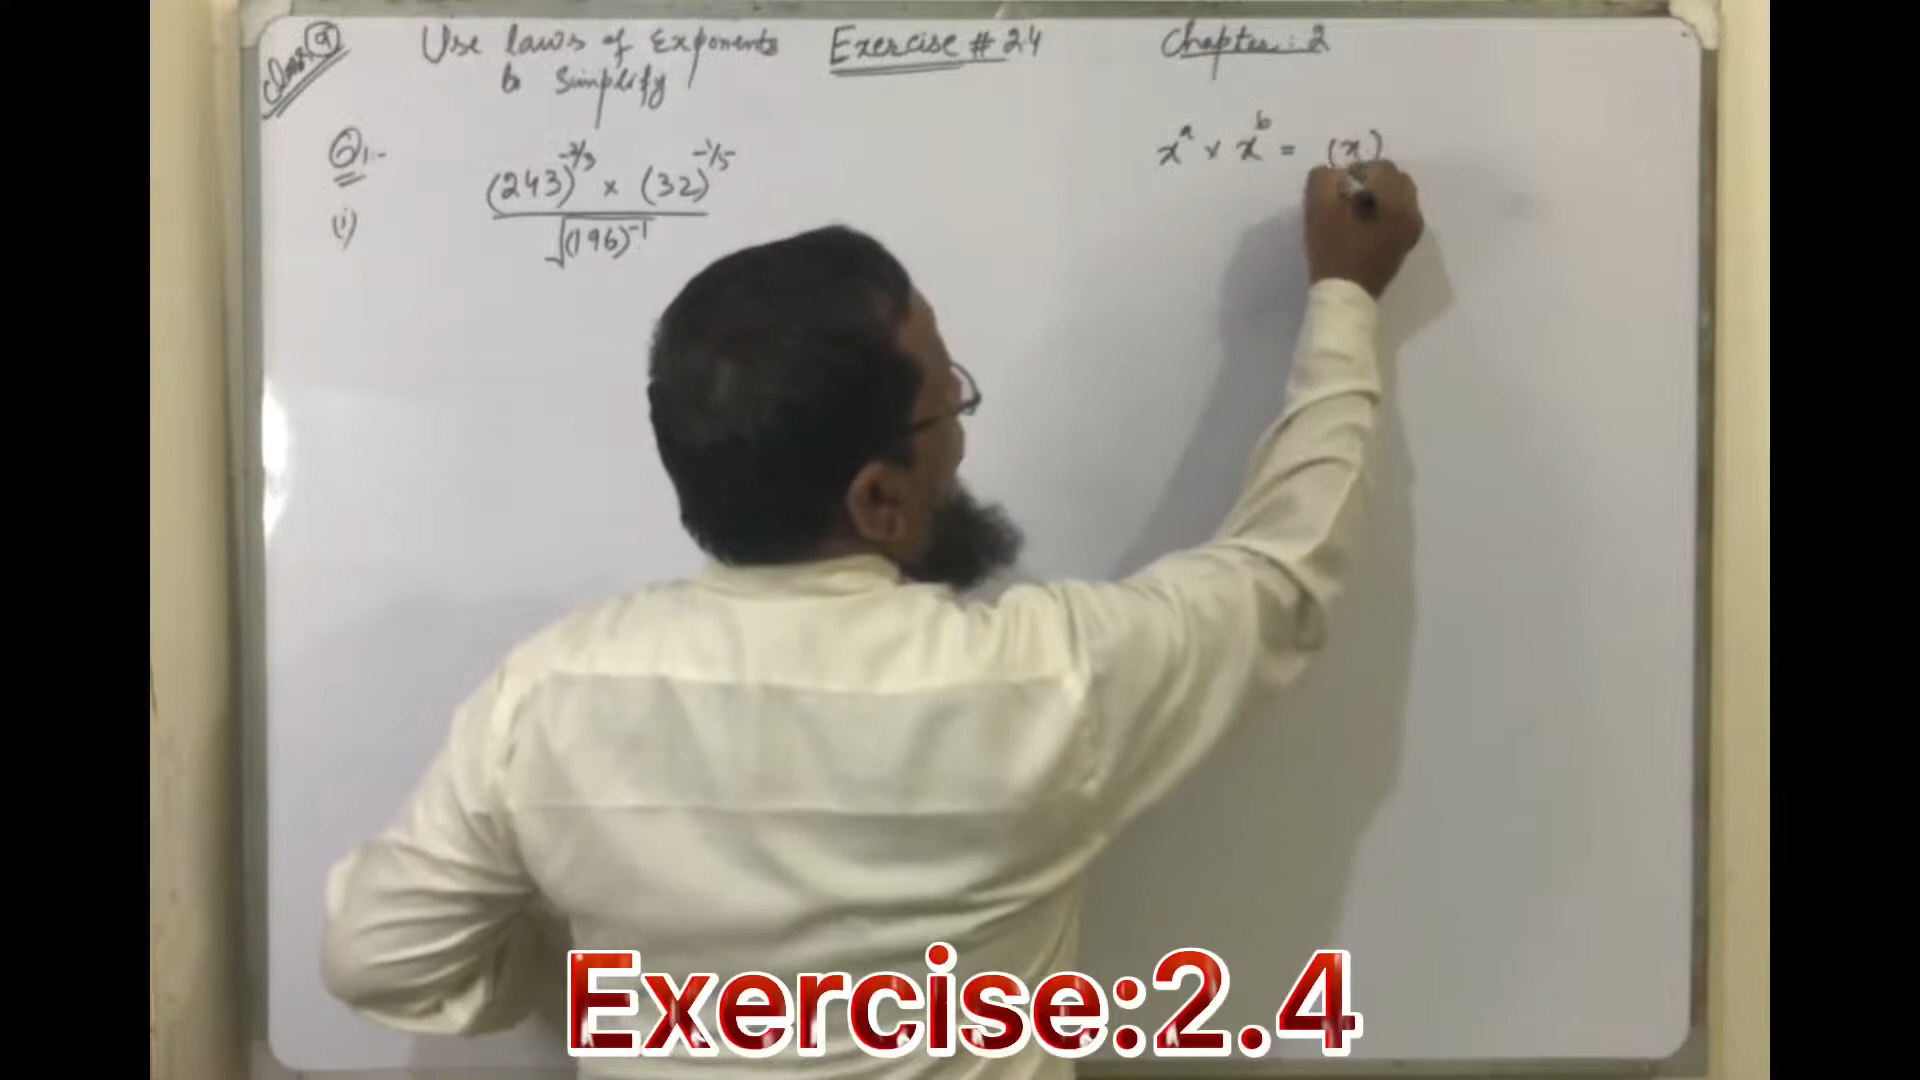 Class: 9
Use laws of Exponents Exercise # 2.4 Chapter: 2
to Simplify
Q1:-
(i) (243)^(-2/3) × (32)^(-1/5) / √(196)^(-1)
x^a × x^b = (x)
Exercise:2.4